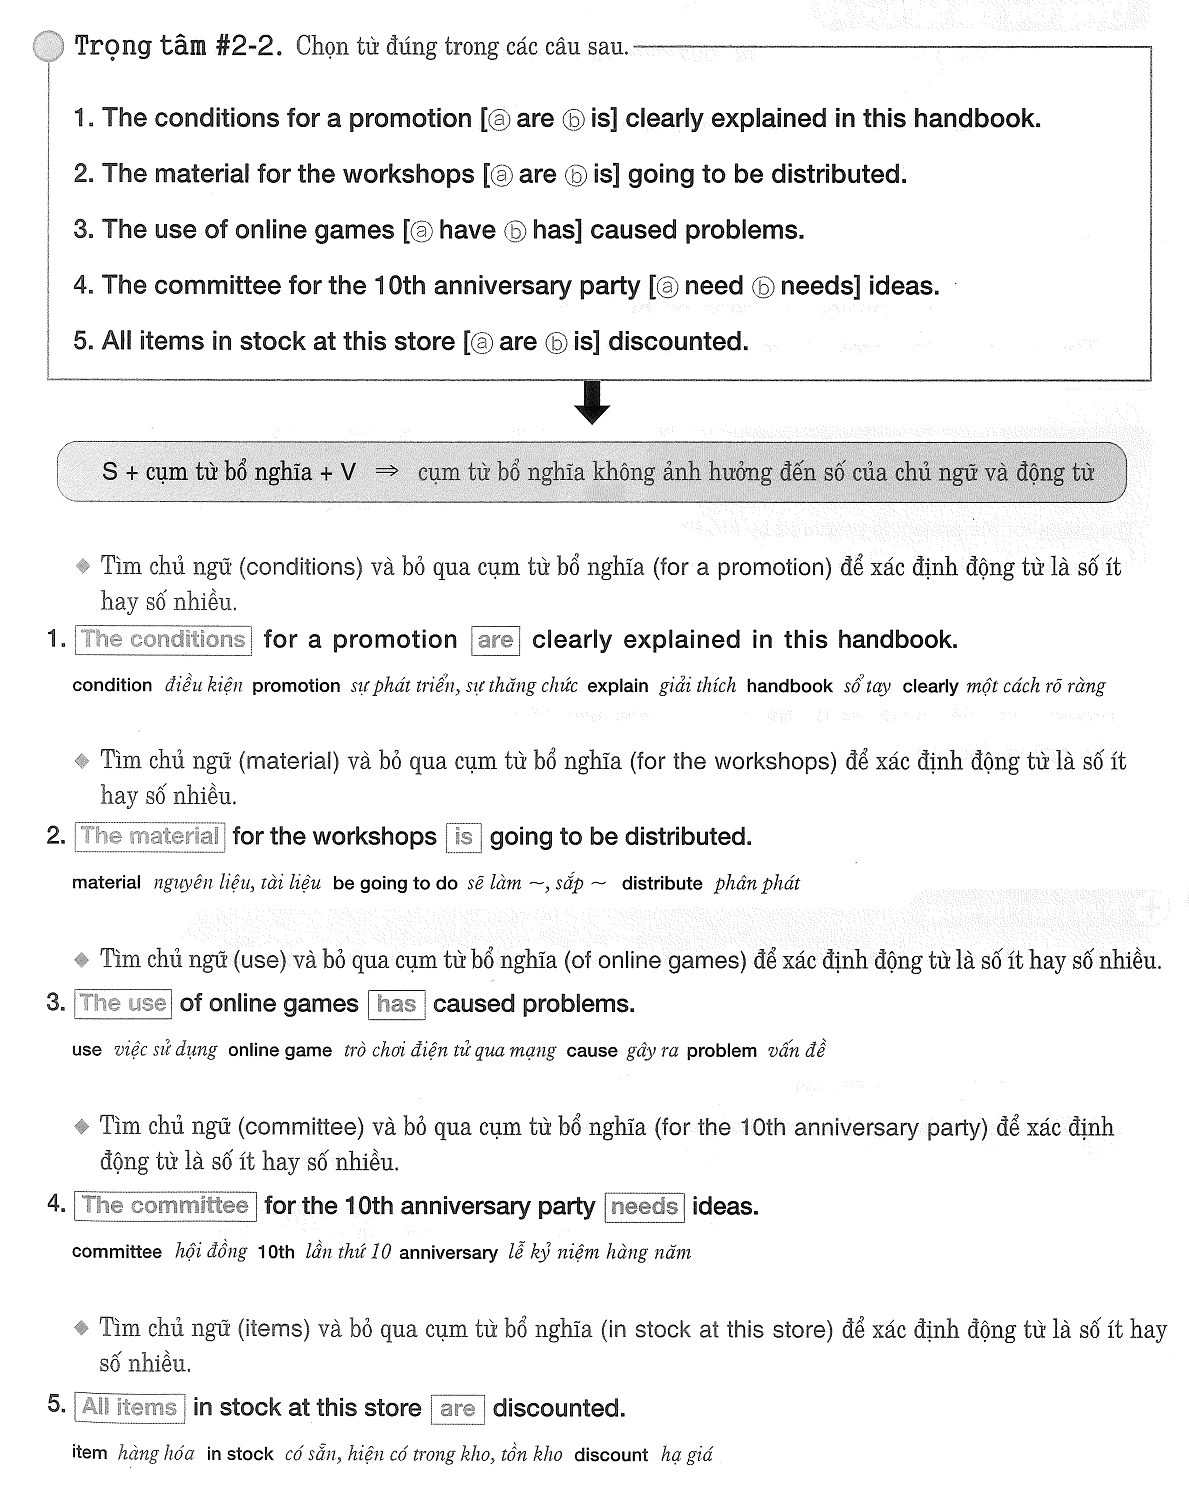 Trọng tâm #2-2. Chọn từ đúng trong các câu sau.
1. The conditions for a promotion [ⓐ are ⓑ is] clearly explained in this handbook.
2. The material for the workshops [ⓐ are ⓑ is] going to be distributed.
3. The use of online games [ⓐ have ⓑ has] caused problems.
4. The committee for the 10th anniversary party [ⓐ need ⓑ needs] ideas.
5. All items in stock at this store [ⓐ are ⓑ is] discounted.
S + cụm từ bổ nghĩa + V ⇒ cụm từ bổ nghĩa không ảnh hưởng đến số của chủ ngữ và động từ
◆ Tìm chủ ngữ (conditions) và bỏ qua cụm từ bổ nghĩa (for a promotion) để xác định động từ là số ít
hay số nhiều.
1. The conditions for a promotion are clearly explained in this handbook.
condition điều kiện promotion sự phát triển, sự thăng chức explain giải thích handbook sổ tay clearly một cách rõ ràng
◆ Tìm chủ ngữ (material) và bỏ qua cụm từ bổ nghĩa (for the workshops) để xác định động từ là số ít
hay số nhiều.
2. The material for the workshops is going to be distributed.
material nguyên liệu, tài liệu be going to do sẽ làm ~, sắp ~ distribute phân phát
◆ Tìm chủ ngữ (use) và bỏ qua cụm từ bổ nghĩa (of online games) để xác định động từ là số ít hay số nhiều.
3. The use of online games has caused problems.
use việc sử dụng online game trò chơi điện tử qua mạng cause gây ra problem vấn đề
◆ Tìm chủ ngữ (committee) và bỏ qua cụm từ bổ nghĩa (for the 10th anniversary party) để xác định
động từ là số ít hay số nhiều.
4. The committee for the 10th anniversary party needs ideas.
committee hội đồng 10th lần thứ 10 anniversary lễ kỷ niệm hàng năm
◆ Tìm chủ ngữ (items) và bỏ qua cụm từ bổ nghĩa (in stock at this store) để xác định động từ là số ít hay
số nhiều.
5. All items in stock at this store are discounted.
item hàng hóa in stock có sẵn, hiện có trong kho, tồn kho discount hạ giá